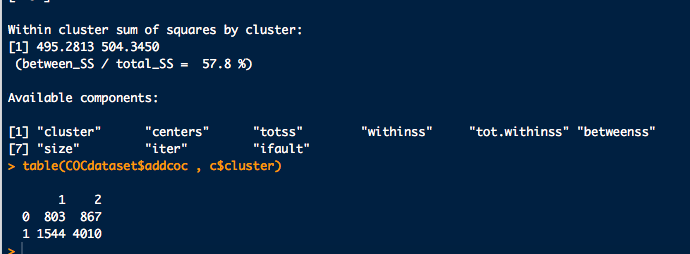 Within cluster sum of squares by cluster:
[1] 495.2813 504.3450
 (between_SS / total_SS =  57.8 %)
Available components:
[1] "cluster"      "centers"      "totss"        "withinss"     "tot.withinss" "betweenss"
[7] "size"         "iter"         "ifault"
> table(COCdataset$addcoc , c$cluster)
       1    2
  0  803  867
  1 1544 4010
>